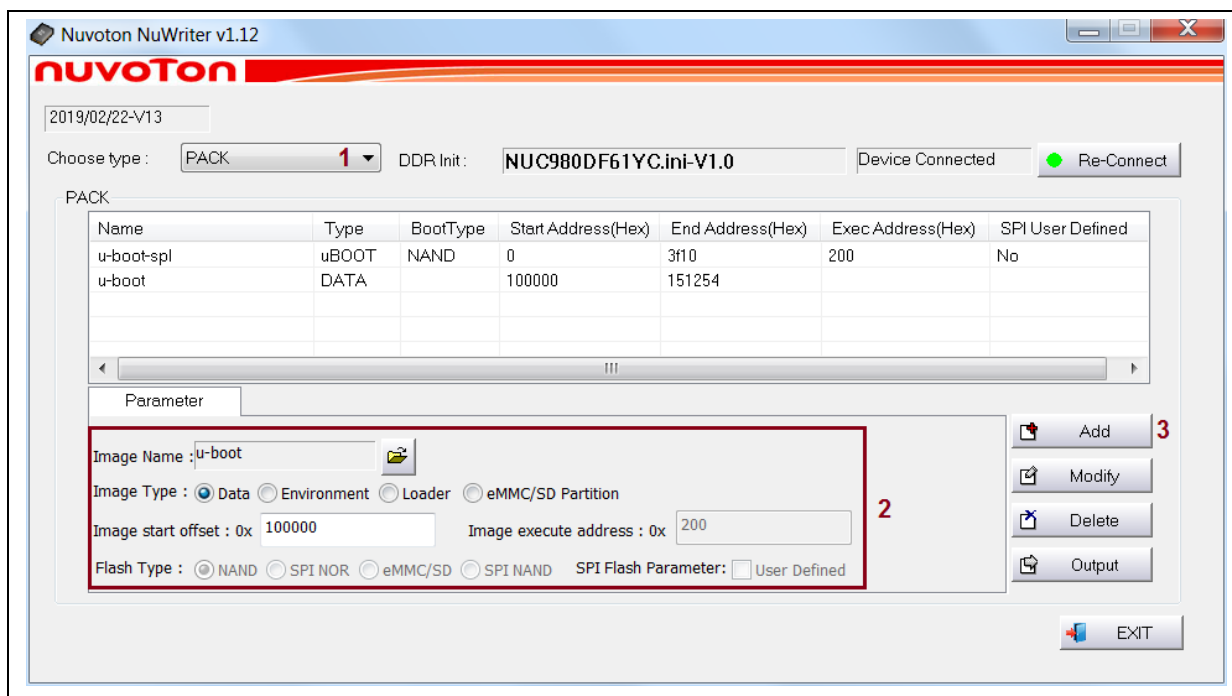 Nuvoton NuWriter v1.12
nuvoTon
2019/02/22-V13
Choose type : PACK 1 DDR Init : NUC980DF61YC.ini-V1.0 Device Connected Re-Connect
PACK
Name Type BootType Start Address(Hex) End Address(Hex) Exec Address(Hex) SPI User Defined
u-boot-spl uBOOT NAND 0 3f10 200 No
u-boot DATA 100000 151254
Parameter
Image Name : u-boot
Image Type : Data Environment Loader eMMC/SD Partition
Image start offset : 0x 100000 Image execute address : 0x 200
Flash Type : NAND SPI NOR eMMC/SD SPI NAND SPI Flash Parameter: User Defined
2
Add 3
Modify
Delete
Output
EXIT